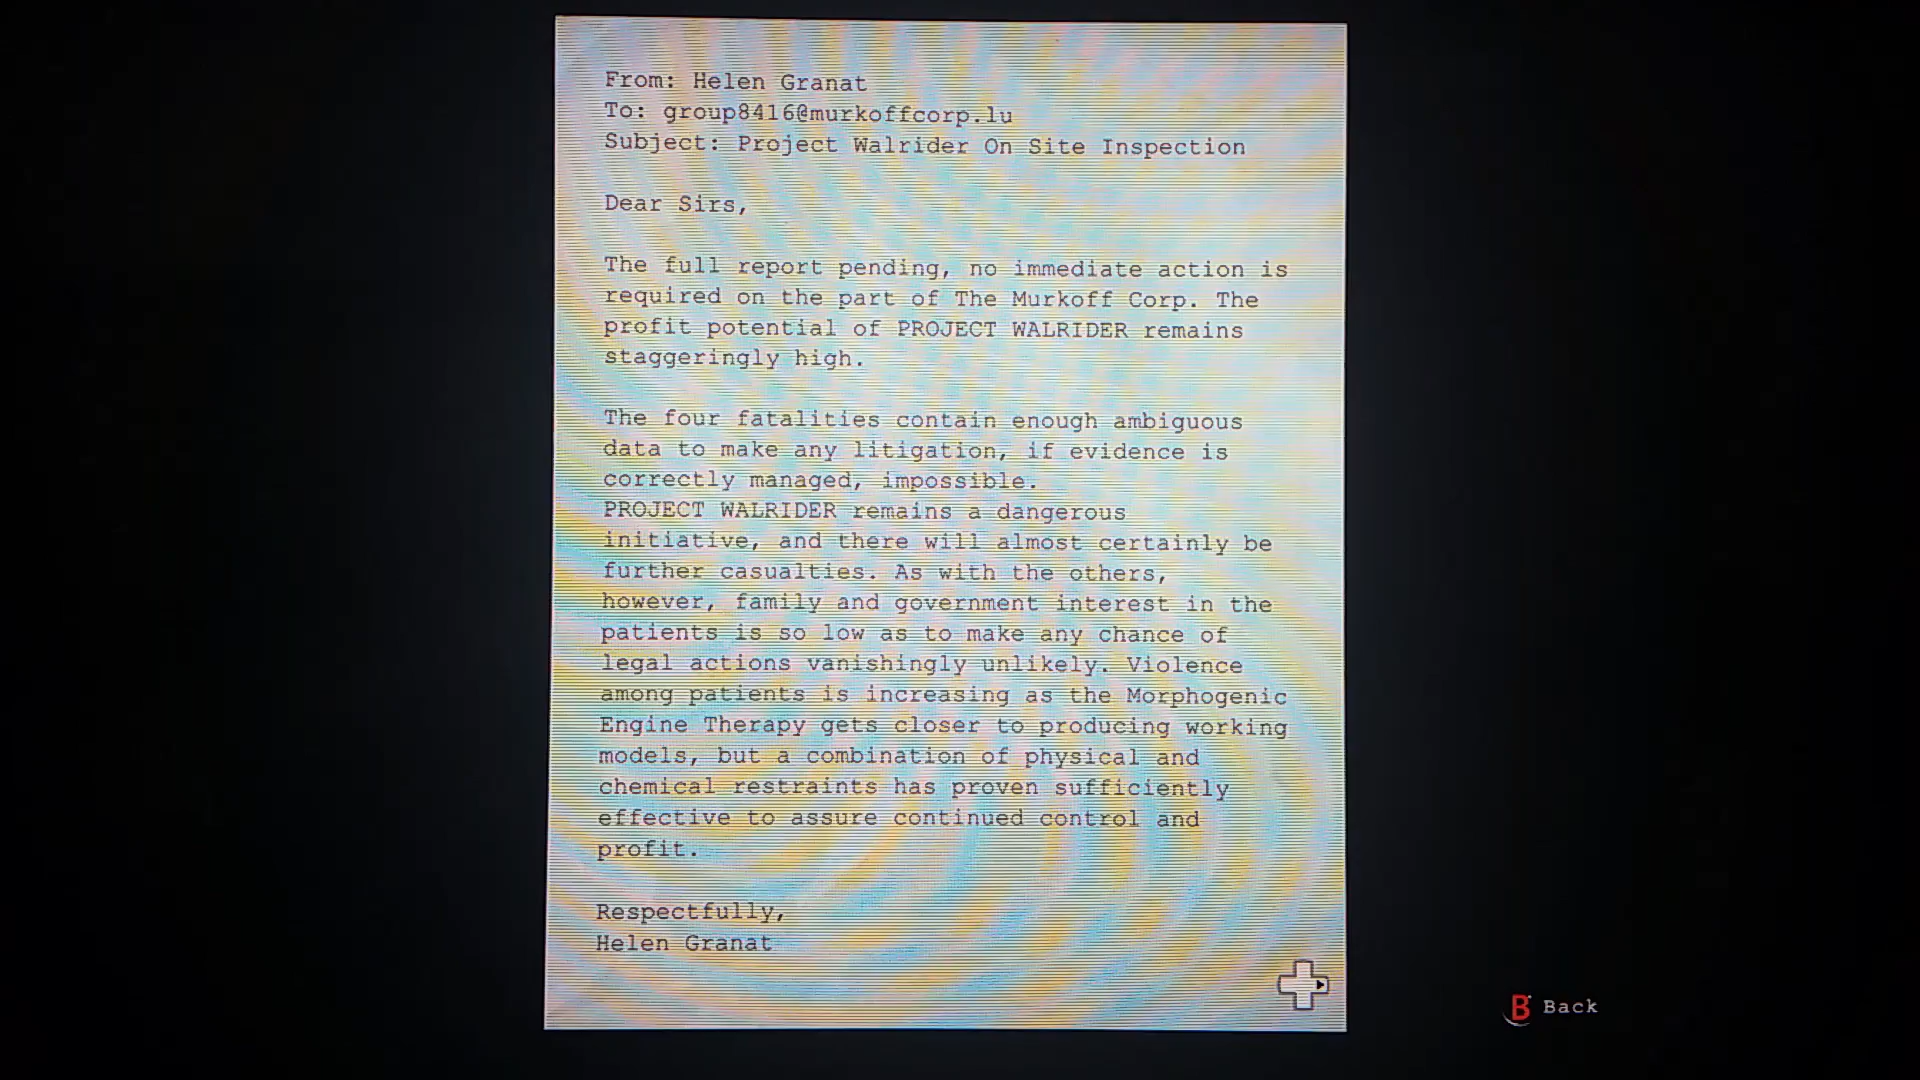 From: Helen Granat
To: group8416@murkoffcorp.lu
Subject: Project Walrider On Site Inspection
Dear Sirs,
The full report pending, no immediate action is
required on the part of The Murkoff Corp. The
profit potential of PROJECT WALRIDER remains
staggeringly high.
The four fatalities contain enough ambiguous
data to make any litigation, if evidence is
correctly managed, impossible.
PROJECT WALRIDER remains a dangerous
initiative, and there will almost certainly be
further casualties. As with the others,
however, family and government interest in the
patients is so low as to make any chance of
legal actions vanishingly unlikely. Violence
among patients is increasing as the Morphogenic
Engine Therapy gets closer to producing working
models, but a combination of physical and
chemical restraints has proven sufficiently
effective to assure continued control and
profit.
Respectfully,
Helen Granat
B Back